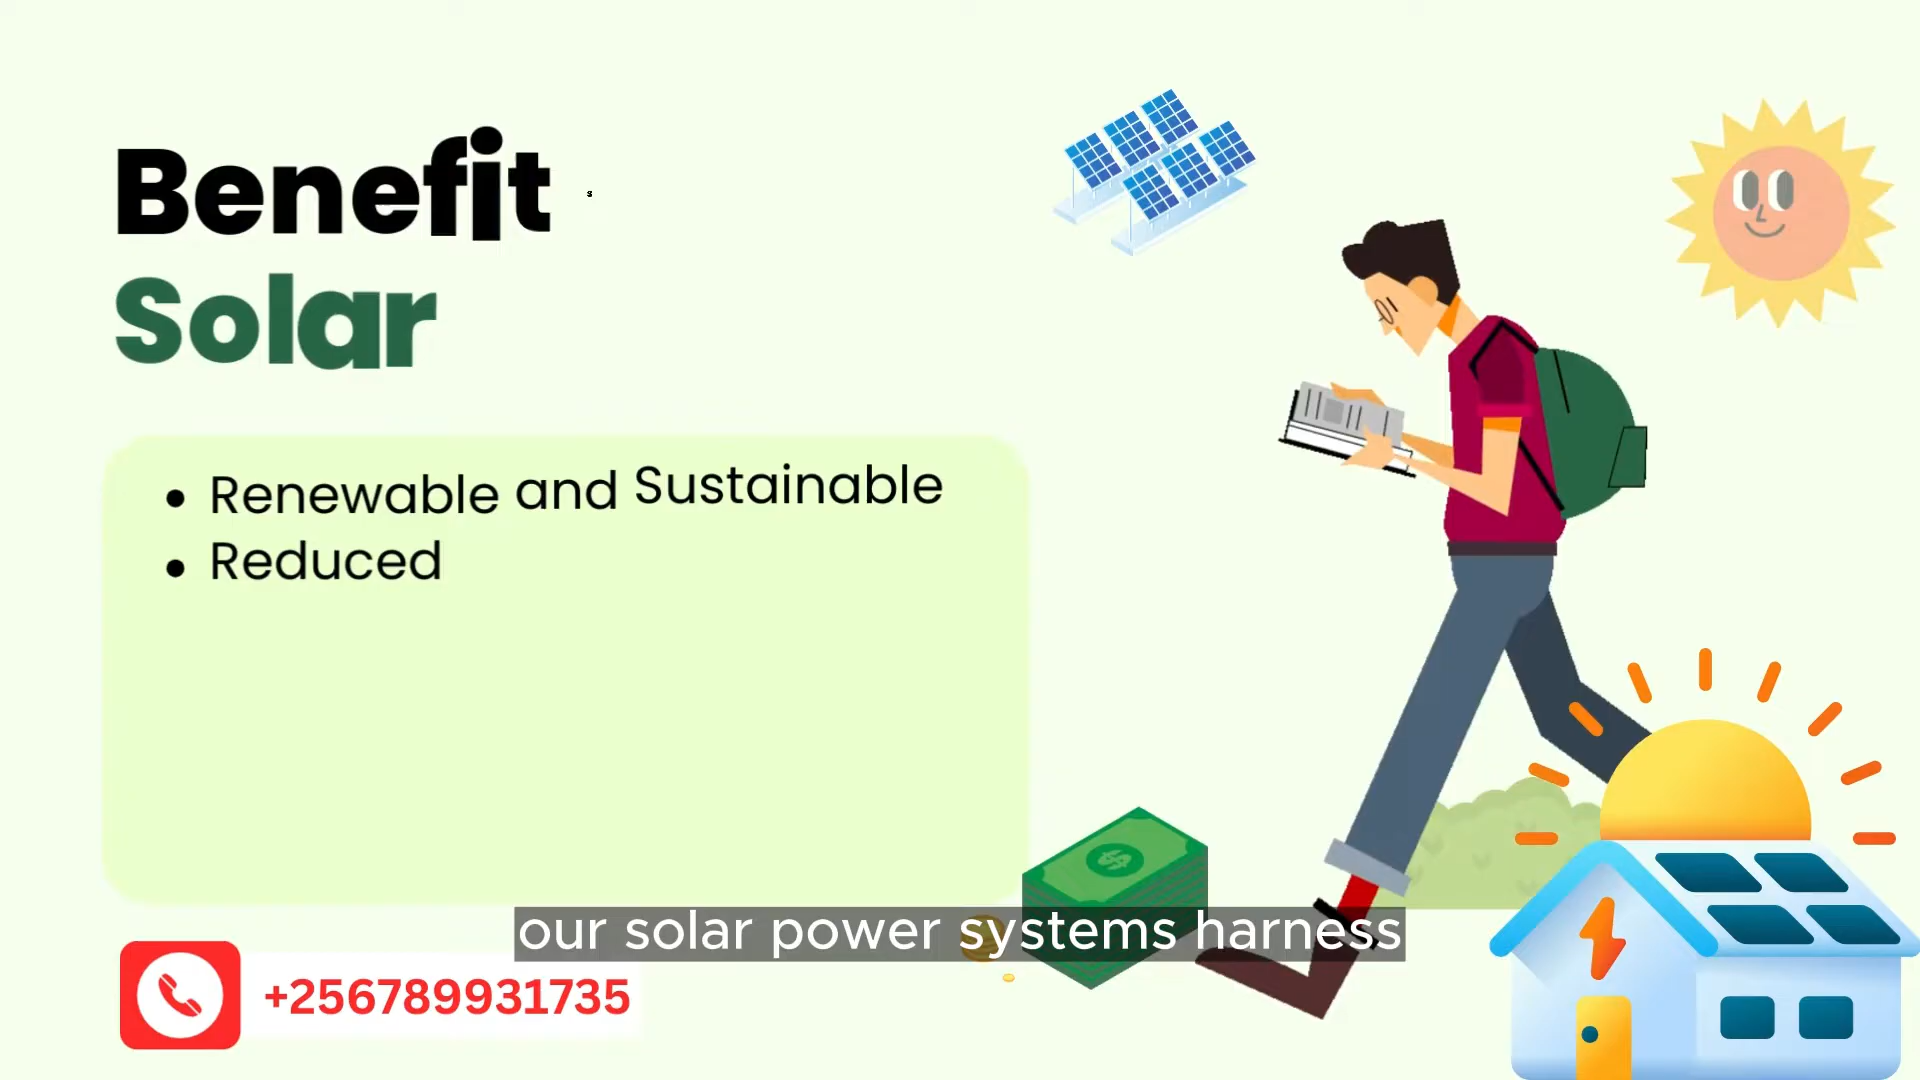 Benefit s
Solar
• Renewable and Sustainable
• Reduced
our solar power systems harness
+256789931735